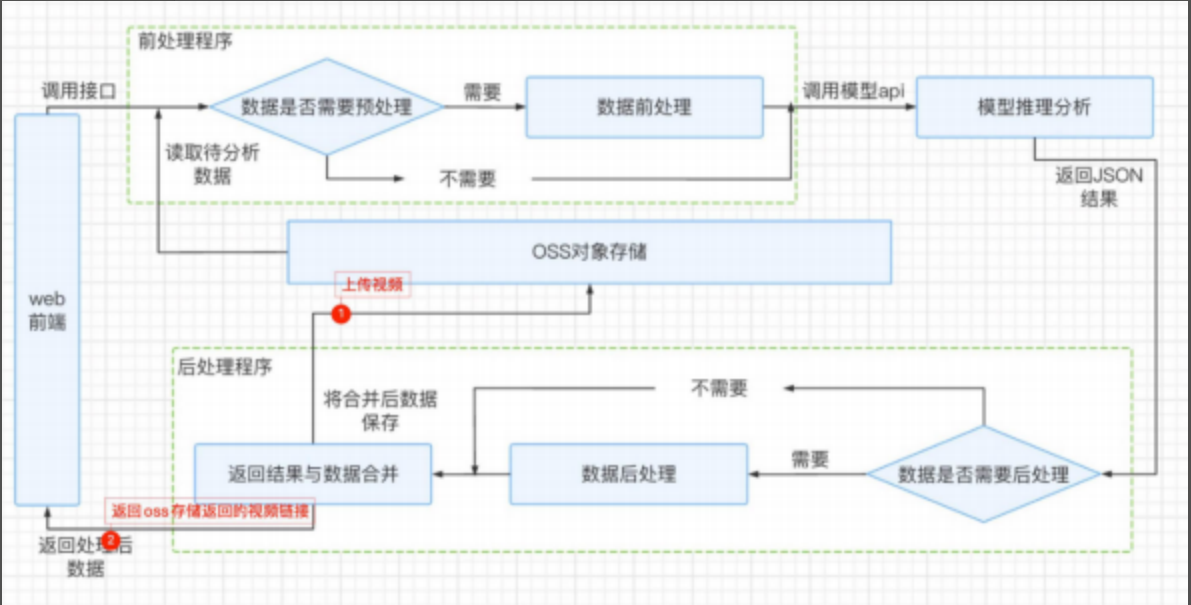 前处理程序
调用接口
数据是否需要预处理
需要
数据前处理
调用模型api
模型推理分析
读取待分析
数据
不需要
返回JSON
结果
OSS对象存储
上传视频
1
web
前端
后处理程序
不需要
将合并后数据
保存
返回结果与数据合并
数据后处理
需要
数据是否需要后处理
返回oss存储返回旳视频链接
2
返回处理后
数据